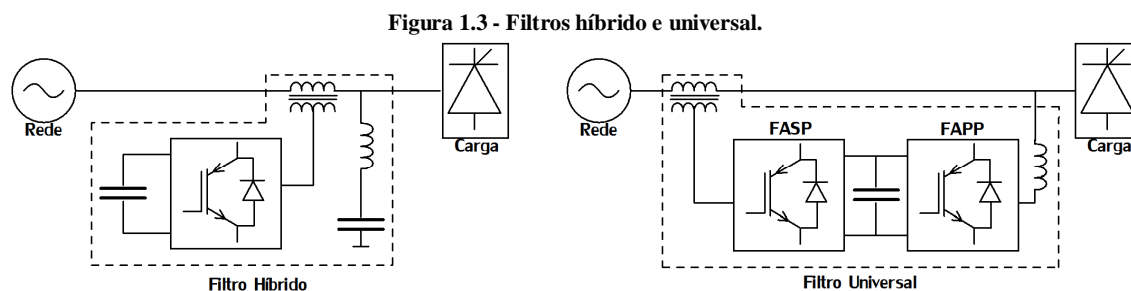 Figura 1.3 - Filtros híbrido e universal.
Rede
Carga
Filtro Híbrido
Rede
FASP
FAPP
Carga
Filtro Universal